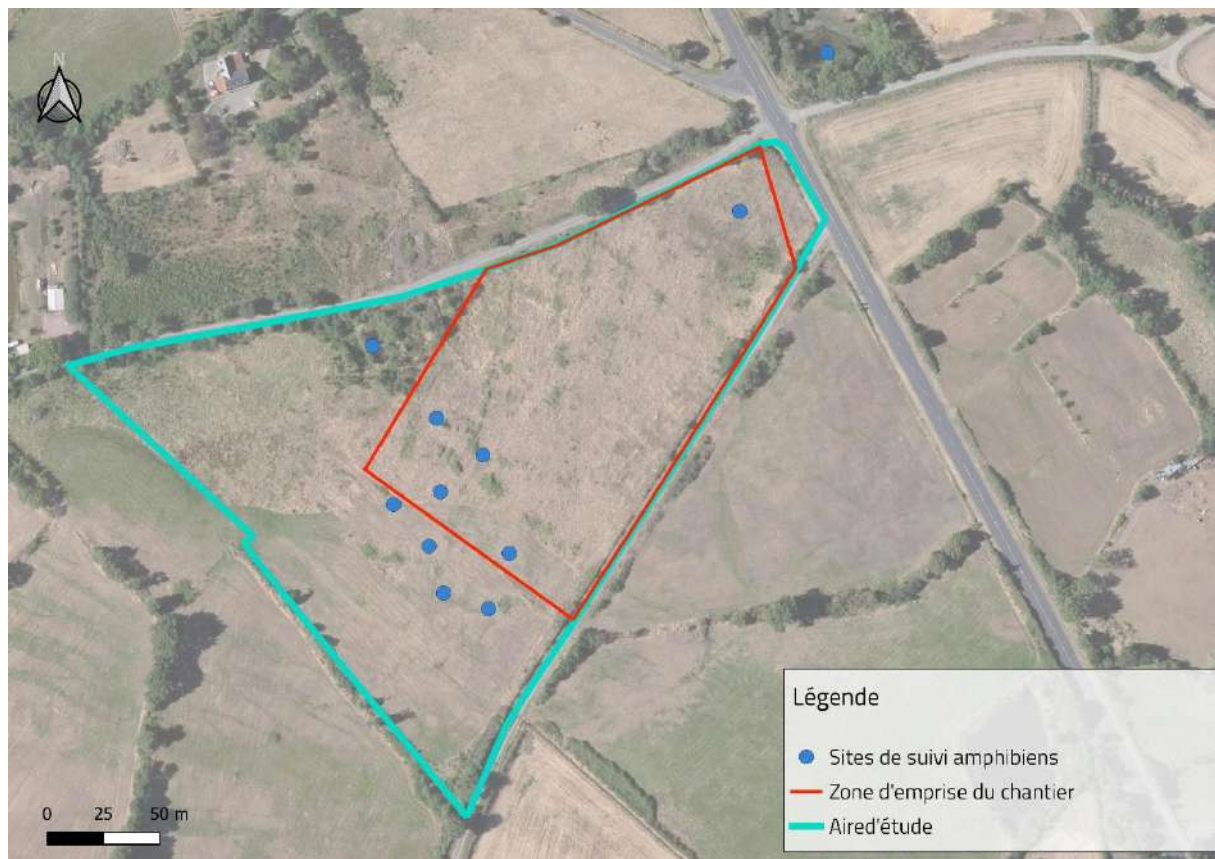 N
Légende
Sites de suivi amphibiens
Zone d'emprise du chantier
Aired'étude
0 25 50 m